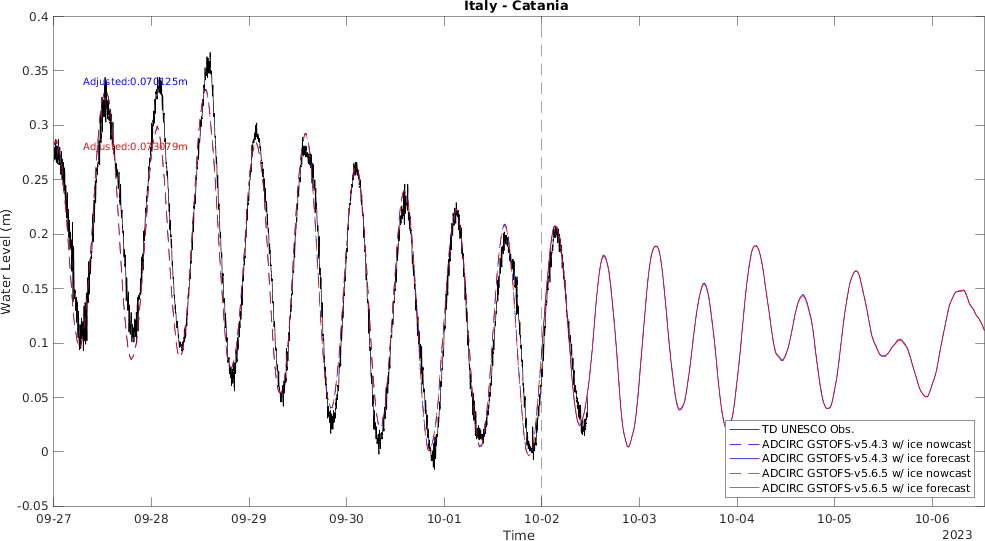 Italy - Catania
0.4
0.35
0.3
0.25
0.2
0.15
0.1
0.05
0
-0.05
Water Level (m)
Adjusted:0.070125m
Adjusted:0.073079m
TD UNESCO Obs.
ADCIRC GSTOFS-v5.4.3 w/ ice nowcast
ADCIRC GSTOFS-v5.4.3 w/ ice forecast
ADCIRC GSTOFS-v5.6.5 w/ ice nowcast
ADCIRC GSTOFS-v5.6.5 w/ ice forecast
09-27 09-28 09-29 09-30 10-01 10-02 10-03 10-04 10-05 10-06
Time
2023